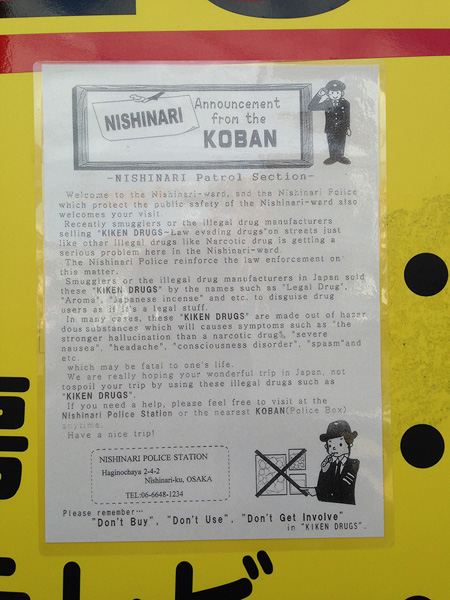 NISHINARI
Announcement
from the
KOBAN
-NISHINARI Patrol Section-
Welcome to the Nishinari-ward, and the Nishinari Police
which protect the public safety of the Nishinari-ward also
welcomes your visit.
Recently smugglers or the illegal drug manufacturers
selling "KIKEN DRUGS-Law evsding drugs"on streets just
like other illegal drugs like Narcotic drug is getting a
serious problem here in the Nishinari-ward.
The Nishinari Police reinforce the law enforcement on
this matter.
Smugglers or the illegal drug manufacturers in Japan sold
these "KIKEN DRUGS" by the names such as "Legal Drug",
"Aroma", "Japanese incense" and etc. to disguise drug
users as if it's a legal stuff.
In many cases, these "KIKEN DRUGS" are made out of hazar
dous substances which will causes symptoms such as "the
stronger hallucination than a narcotic drug", "severe
nausea", "headache", "consciousness disorder", "spasm"and
etc.
which may be fatal to one's life.
We are really hoping your wonderful trip in Japan, not
tospoil your trip by using these illegal drugs such as
"KIKEN DRUGS".
If you need a help, please feel free to visit at the
Nishinari Police Station or the nearest KOBAN(Police Box)
anytime.
Have a nice trip!
NISHINARI POLICE STATION
Haginochaya 2-4-2
Nishinari-ku, OSAKA
TEL:06-6648-1234
Please remember…
"Don't Buy", "Don't Use", "Don't Get Involve"
in "KIKEN DRUGS".